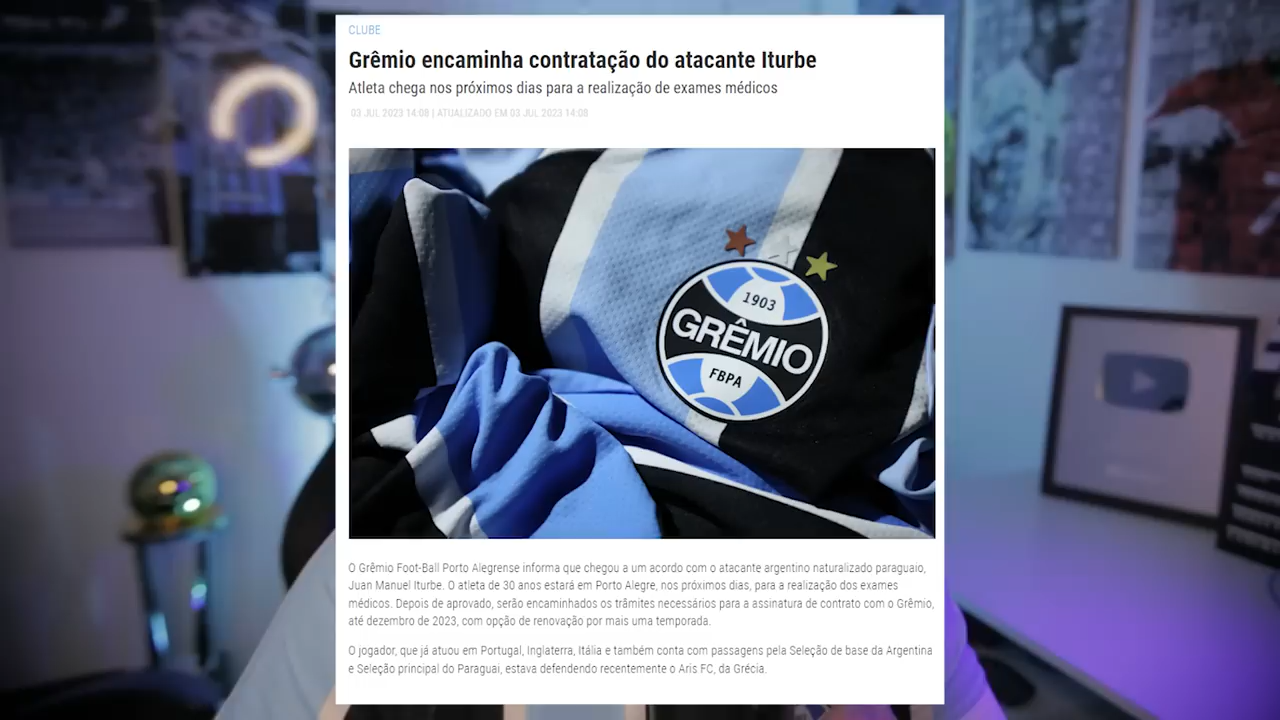 CLUBE
Grêmio encaminha contratação do atacante Iturbe
Atleta chega nos próximos dias para a realização de exames médicos
03 JUL 2023 14:08 | ATUALIZADO EM 03 JUL 2023 14:08
1903
GRÊMIO
FBPA
O Grêmio Foot-Ball Porto Alegrense informa que chegou a um acordo com o atacante argentino naturalizado paraguaio,
Juan Manuel Iturbe. O atleta de 30 anos estará em Porto Alegre, nos próximos dias, para a realização dos exames
médicos. Depois de aprovado, serão encaminhados os trâmites necessários para a assinatura de contrato com o Grêmio,
até dezembro de 2023, com opção de renovação por mais uma temporada.
O jogador, que já atuou em Portugal, Inglaterra, Itália e também conta com passagens pela Seleção de base da Argentina
e Seleção principal do Paraguai, estava defendendo recentemente o Aris FC, da Grécia.